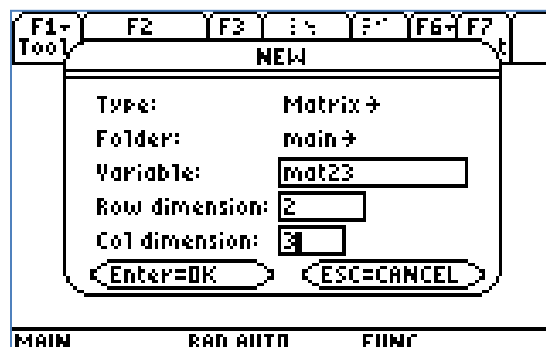 F1 F2 F3 F6 F7
Tool
NEW
Type: Matrix→
Folder: main→
Variable: mat23
Row dimension: 2
Col dimension: 3
Enter=OK ESC=CANCEL
MAIN RAD AUTO FUNC